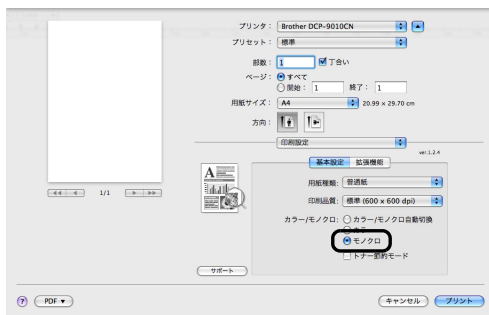 プリンタ： Brother DCP-9010CN
プリセット： 標準
部数： 1 丁合い
ページ： すべて
開始： 1 終了： 1
用紙サイズ： A4 20.99 x 29.70 cm
方向：
印刷設定
ver.1.2.4
基本設定 拡張機能
用紙種類: 普通紙
印刷品質: 標準 (600 x 600 dpi)
カラー/モノクロ: カラー/モノクロ自動切換
モノクロ
トナー節約モード
1/1
サポート
? PDF▼ キャンセル プリント